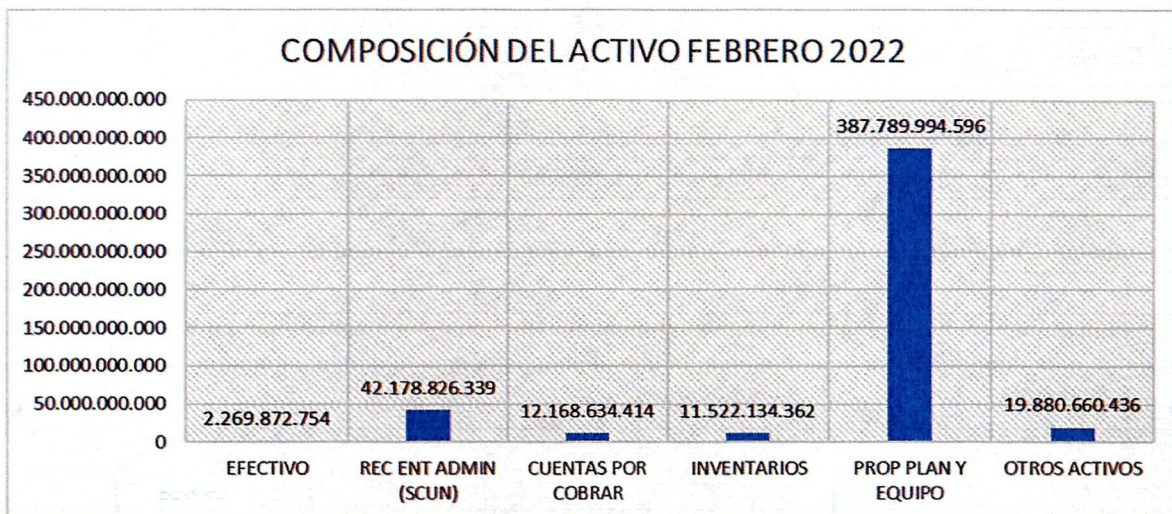 COMPOSICIÓN DEL ACTIVO FEBRERO 2022
450.000.000.000
400.000.000.000
350.000.000.000
300.000.000.000
250.000.000.000
200.000.000.000
150.000.000.000
100.000.000.000
50.000.000.000
0
2.269.872.754
42.178.826.339
12.168.634.414
11.522.134.362
387.789.994.596
19.880.660.436
EFECTIVO
REC ENT ADMIN
(SCUN)
CUENTAS POR
COBRAR
INVENTARIOS
PROP PLAN Y
EQUIPO
OTROS ACTIVOS